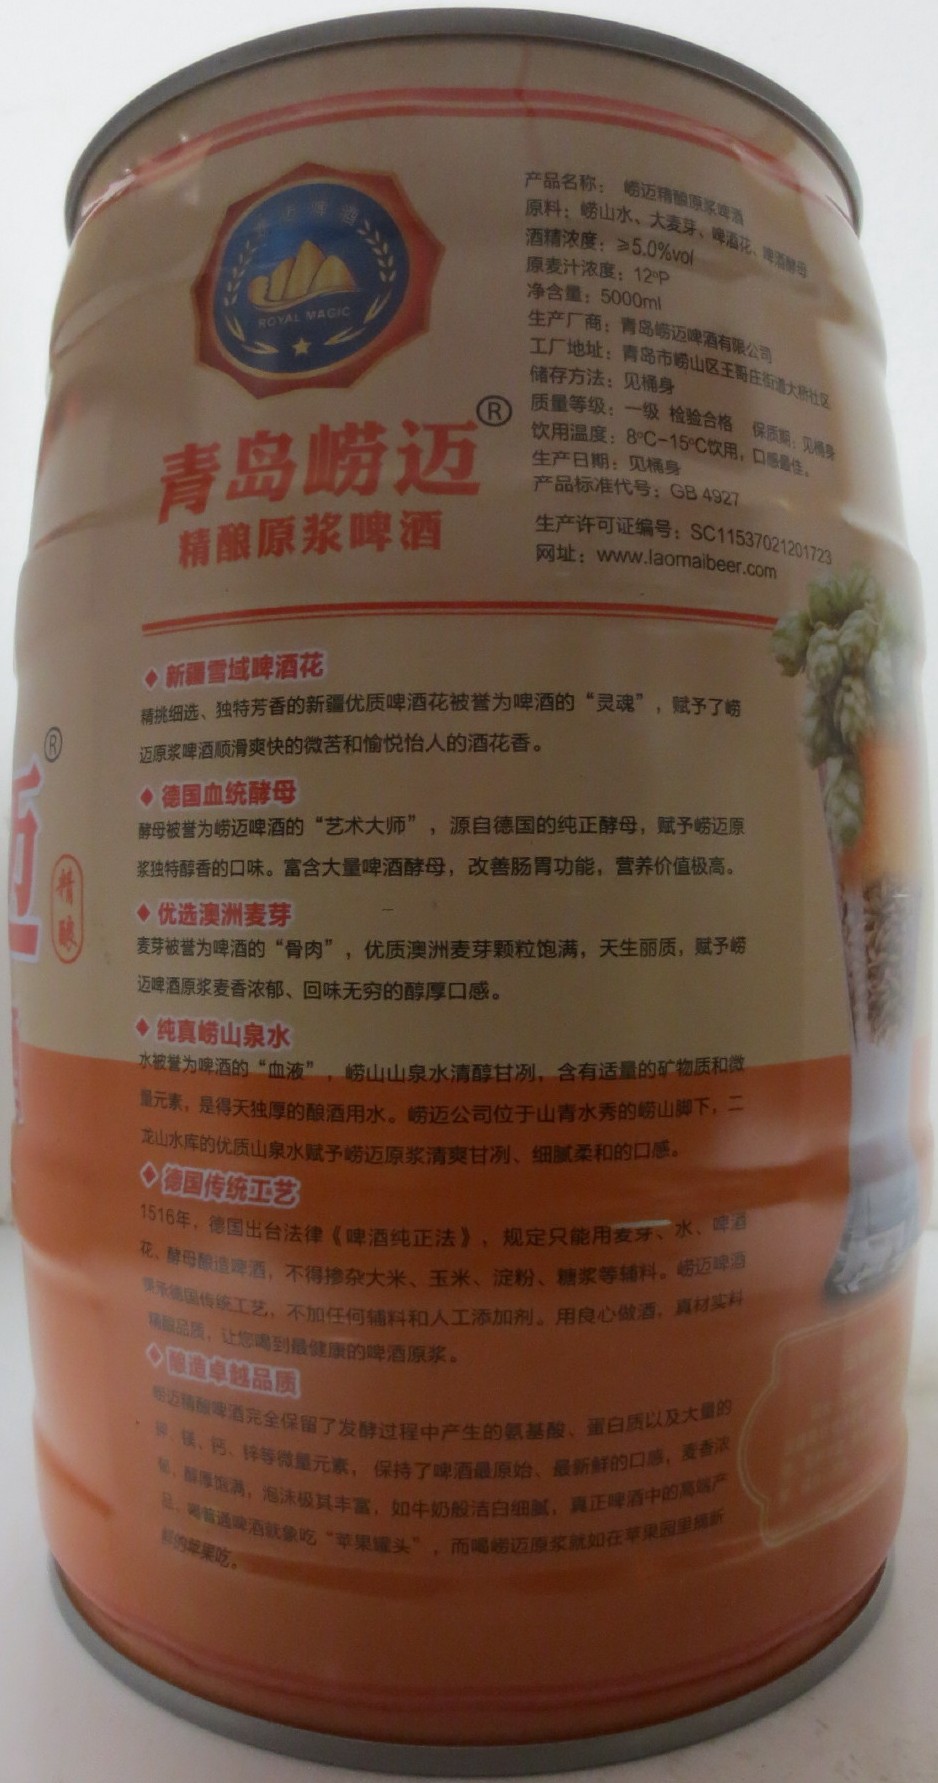 迈啤酒
ROYAL MAGIC
青岛崂迈®
精酿原浆啤酒
产品名称: 崂迈精酿原浆啤酒
原料: 崂山水、大麦芽、啤酒花、啤酒酵母
酒精浓度: ≥5.0%vol
原麦汁浓度: 12°P
净含量: 5000ml
生产厂商: 青岛崂迈啤酒有限公司
工厂地址: 青岛市崂山区王哥庄街道大桥社区
储存方法: 见桶身
质量等级: 一级 检验合格 保质期: 见桶身
饮用温度: 8°C-15°C饮用,口感最佳。
生产日期: 见桶身
产品标准代号: GB 4927
生产许可证编号: SC11537021201723
网址: www.laomaibeer.com
◆ 新疆雪域啤酒花
精挑细选、独特芳香的新疆优质啤酒花被誉为啤酒的“灵魂”,赋予了崂
迈原浆啤酒顺滑爽快的微苦和愉悦怡人的酒花香。
◆ 德国血统酵母
酵母被誉为崂迈啤酒的“艺术大师”,源自德国的纯正酵母,赋予崂迈原
浆独特醇香的口味。富含大量啤酒酵母,改善肠胃功能,营养价值极高。
◆ 优选澳洲麦芽
麦芽被誉为啤酒的“骨肉”,优质澳洲麦芽颗粒饱满,天生丽质,赋予崂
迈啤酒原浆麦香浓郁、回味无穷的醇厚口感。
◆ 纯真崂山泉水
水被誉为啤酒的“血液”,崂山山泉水清醇甘冽,含有适量的矿物质和微
量元素,是得天独厚的酿酒用水。崂迈公司位于山青水秀的崂山脚下,二
龙山水库的优质山泉水赋予崂迈原浆清爽甘冽、细腻柔和的口感。
◆ 德国传统工艺
1516年,德国出台法律《啤酒纯正法》,规定只能用麦芽、水、啤酒
花、酵母酿造啤酒,不得掺杂大米、玉米、淀粉、糖浆等辅料。崂迈啤酒
秉承德国传统工艺,不加任何辅料和人工添加剂。用良心做酒,真材实料
精酿品质,让您喝到最健康的啤酒原浆。
◆ 酿造卓越品质
崂迈精酿啤酒完全保留了发酵过程中产生的氨基酸、蛋白质以及大量的
钾、镁、钙、锌等微量元素,保持了啤酒最原始、最新鲜的口感,麦香浓
郁,醇厚饱满,泡沫极其丰富,如牛奶般洁白细腻,真正啤酒中的高端产
品,喝普通啤酒就象吃“苹果罐头”,而喝崂迈原浆就如在苹果园里摘新
鲜的苹果吃。
迈®
精酿